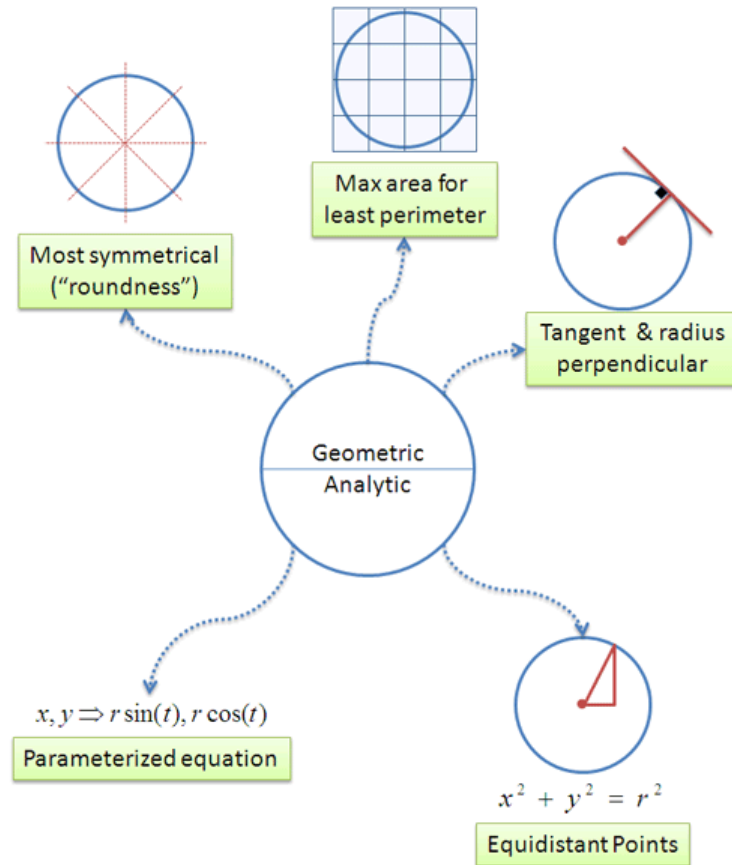 Max area for
least perimeter
Most symmetrical
(“roundness”)
Tangent & radius
perpendicular
Geometric
Analytic
x, y ⇒ r sin(t), r cos(t)
Parameterized equation
x² + y² = r²
Equidistant Points